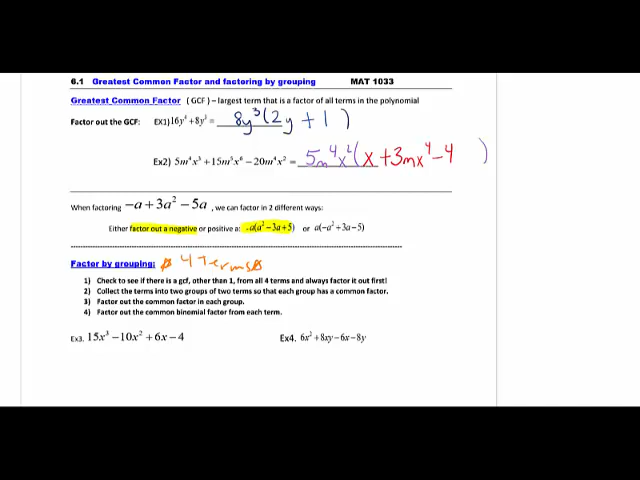 6.1 Greatest Common Factor and factoring by grouping MAT 1033
Greatest Common Factor ( GCF ) – largest term that is a factor of all terms in the polynomial
Factor out the GCF: EX1) 16y⁴ + 8y³ = 8y³(2y + 1)
Ex2) 5m⁴x³ + 15m⁵x⁶ − 20m⁴x² = 5m⁴x²(x + 3mx⁴ − 4 )
When factoring −a + 3a² − 5a , we can factor in 2 different ways:
Either factor out a negative or positive a: -a(a² − 3a + 5) or a(−a² + 3a − 5)
Factor by grouping: 4 Terms
1) Check to see if there is a gcf, other than 1, from all 4 terms and always factor it out first!
2) Collect the terms into two groups of two terms so that each group has a common factor.
3) Factor out the common factor in each group.
4) Factor out the common binomial factor from each term.
Ex3. 15x³ − 10x² + 6x − 4 Ex4. 6x² + 8xy − 6x − 8y